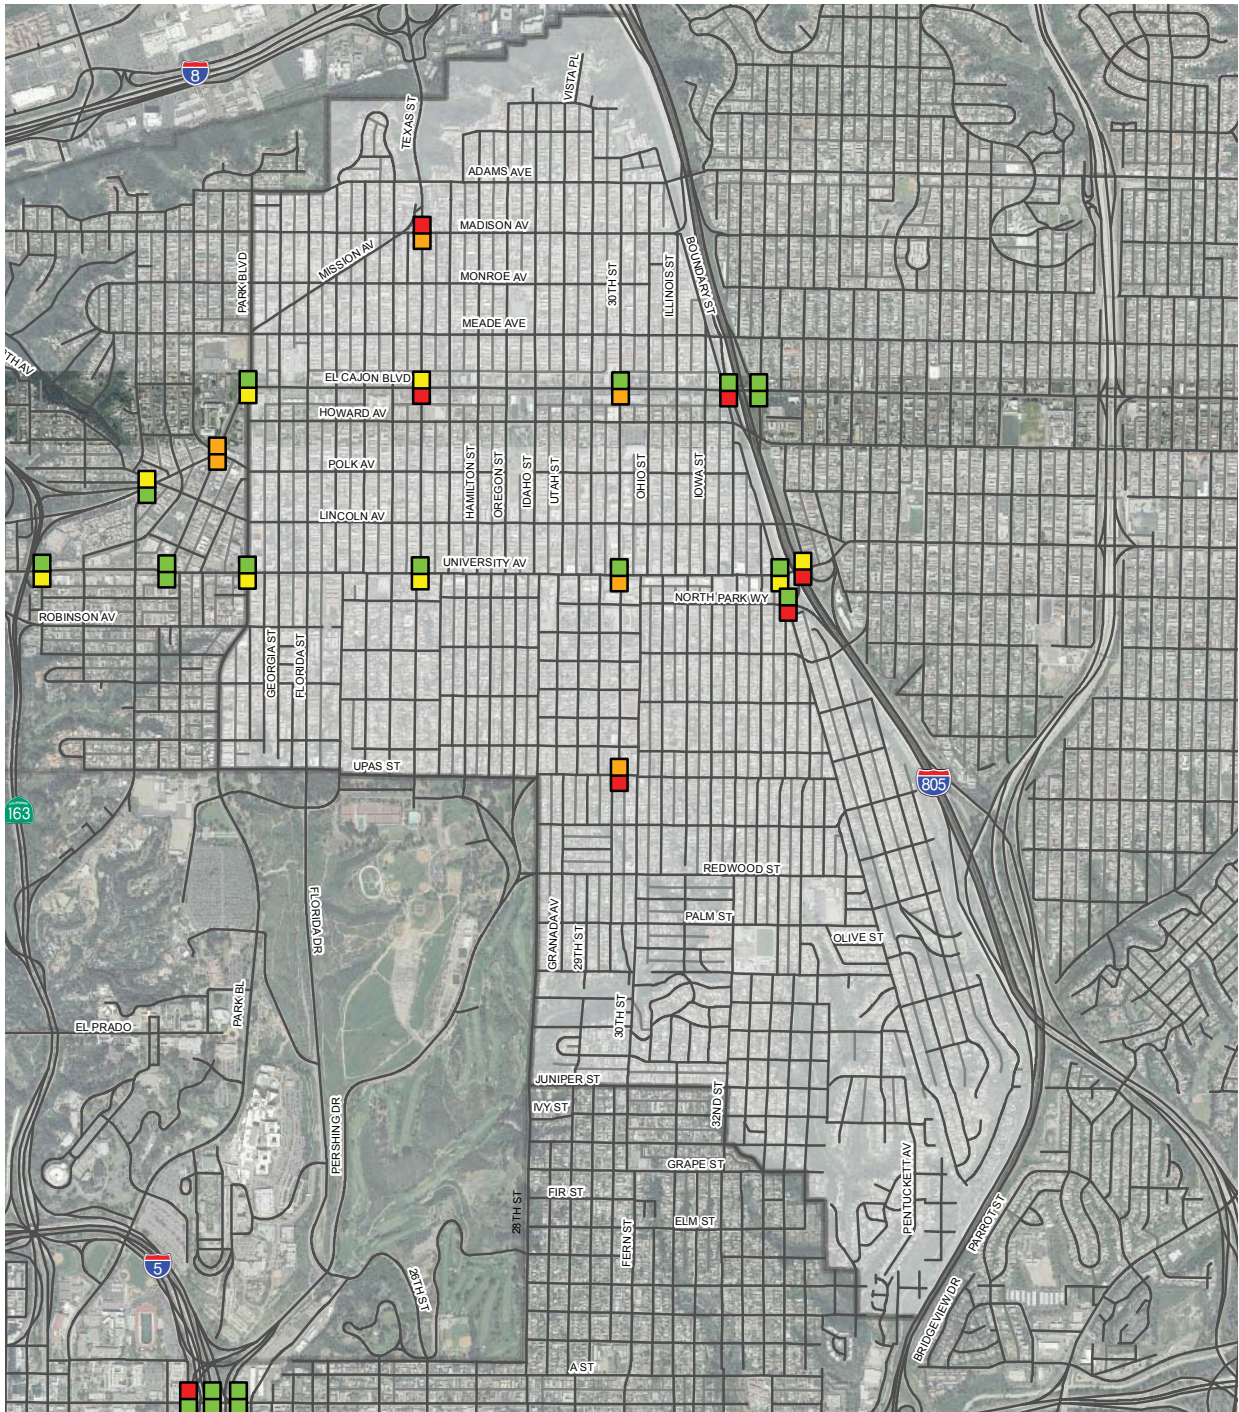 8
VISTA PL
TEXAS ST
ADAMS AVE
MADISON AV
MISSION AV
PARK BLVD
MONROE AV
30TH ST
ILLINOIS ST
BOUNDARY ST
MEADE AVE
TH AV
EL CAJON BLVD
HOWARD AV
POLK AV
HAMILTON ST
OREGON ST
IDAHO ST
UTAH ST
OHIO ST
IOWA ST
LINCOLN AV
UNIVERSITY AV
NORTH PARK WY
ROBINSON AV
GEORGIA ST
FLORIDA ST
UPAS ST
805
163
REDWOOD ST
FLORIDA DR
GRANADA AV
29TH ST
PALM ST
OLIVE ST
PARK BL
30TH ST
EL PRADO
JUNIPER ST
IVY ST
32ND ST
PERSHING DR
GRAPE ST
PENTUCKETT AV
FIR ST
28TH ST
ELM ST
FERN ST
PARROT ST
5
26TH ST
BRIDGEVIEW DR
A ST